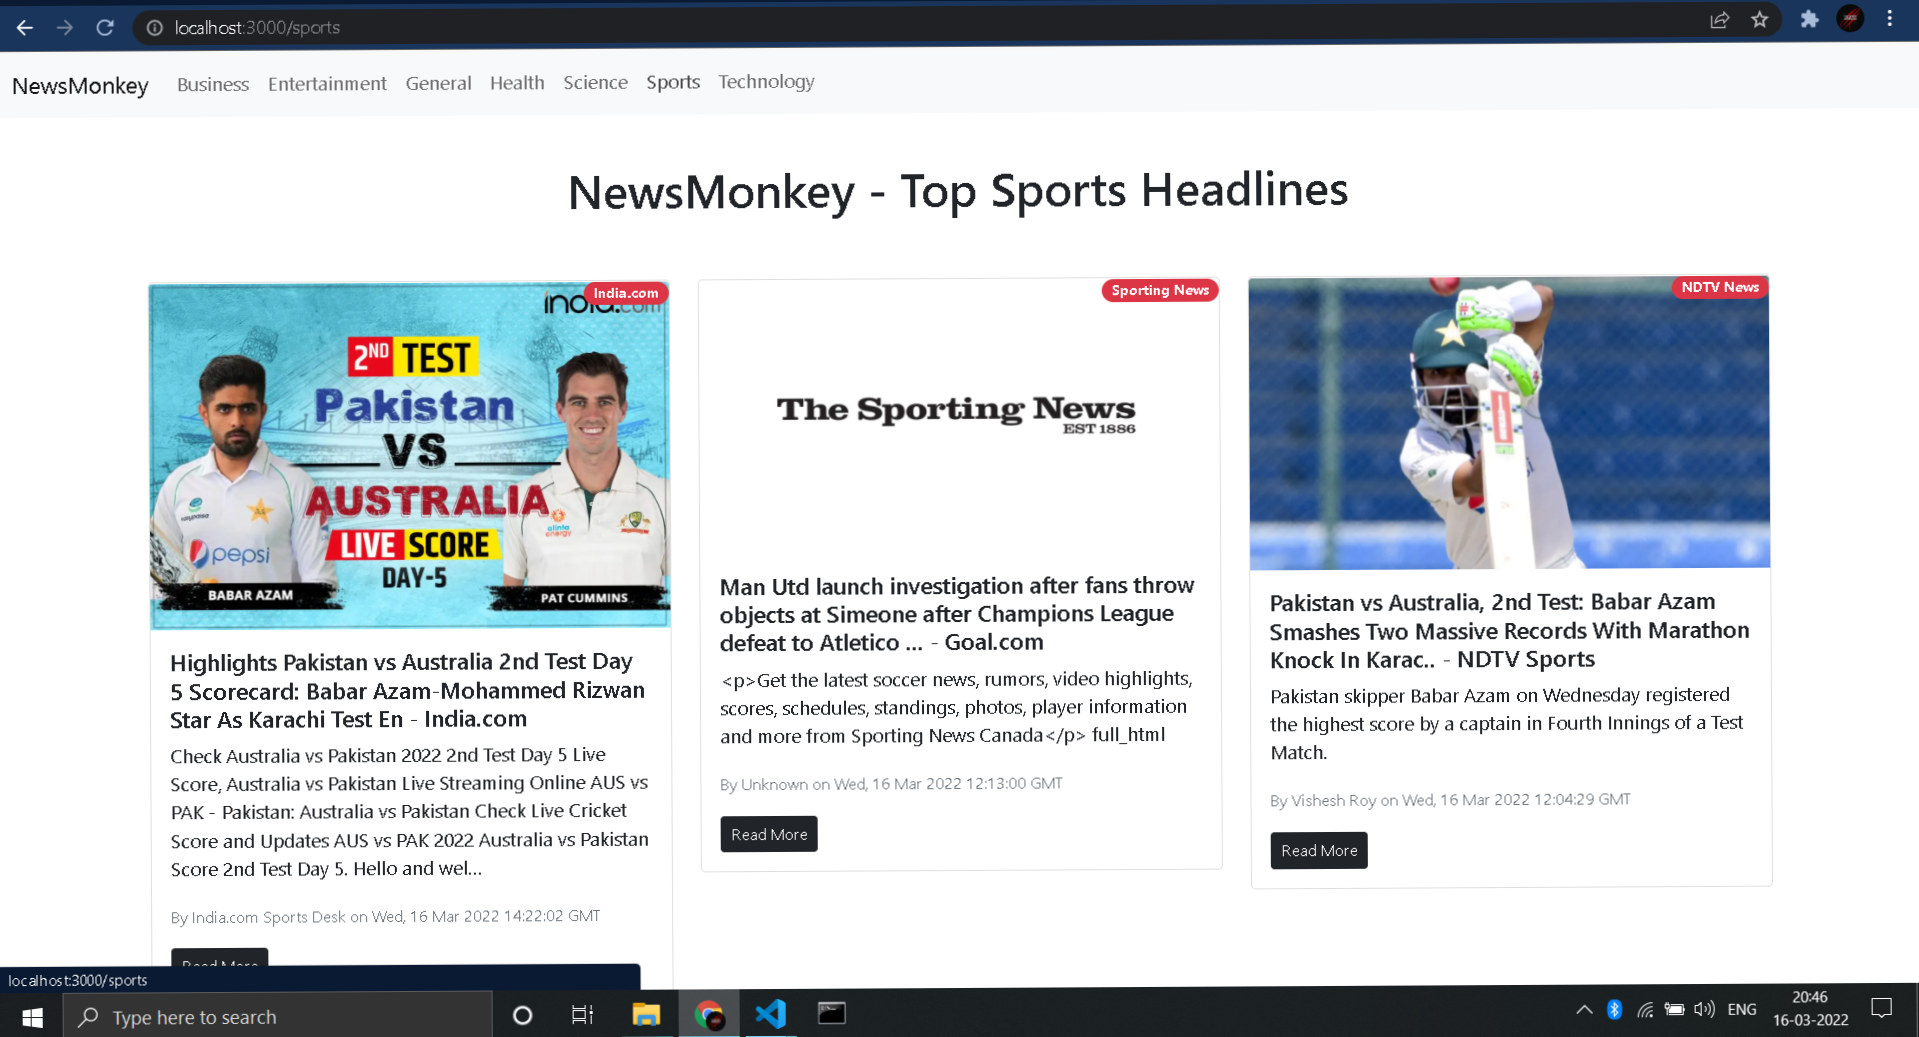 localhost:3000/sports
NewsMonkey Business Entertainment General Health Science Sports Technology
NewsMonkey - Top Sports Headlines
India.com
india.com
2ND TEST
Pakistan
VS
AUSTRALIA
LIVE SCORE
DAY-5
easypaisa
pepsi
alinta
energy
BABAR AZAM
PAT CUMMINS
Highlights Pakistan vs Australia 2nd Test Day
5 Scorecard: Babar Azam-Mohammed Rizwan
Star As Karachi Test En - India.com
Check Australia vs Pakistan 2022 2nd Test Day 5 Live
Score, Australia vs Pakistan Live Streaming Online AUS vs
PAK - Pakistan: Australia vs Pakistan Check Live Cricket
Score and Updates AUS vs PAK 2022 Australia vs Pakistan
Score 2nd Test Day 5. Hello and wel...
By India.com Sports Desk on Wed, 16 Mar 2022 14:22:02 GMT
Read More
Sporting News
The Sporting News
EST 1886
Man Utd launch investigation after fans throw
objects at Simeone after Champions League
defeat to Atletico ... - Goal.com
<p>Get the latest soccer news, rumors, video highlights,
scores, schedules, standings, photos, player information
and more from Sporting News Canada</p> full_html
By Unknown on Wed, 16 Mar 2022 12:13:00 GMT
Read More
NDTV News
Pakistan vs Australia, 2nd Test: Babar Azam
Smashes Two Massive Records With Marathon
Knock In Karac.. - NDTV Sports
Pakistan skipper Babar Azam on Wednesday registered
the highest score by a captain in Fourth Innings of a Test
Match.
By Vishesh Roy on Wed, 16 Mar 2022 12:04:29 GMT
Read More
localhost:3000/sports
Type here to search
ENG
20:46
16-03-2022